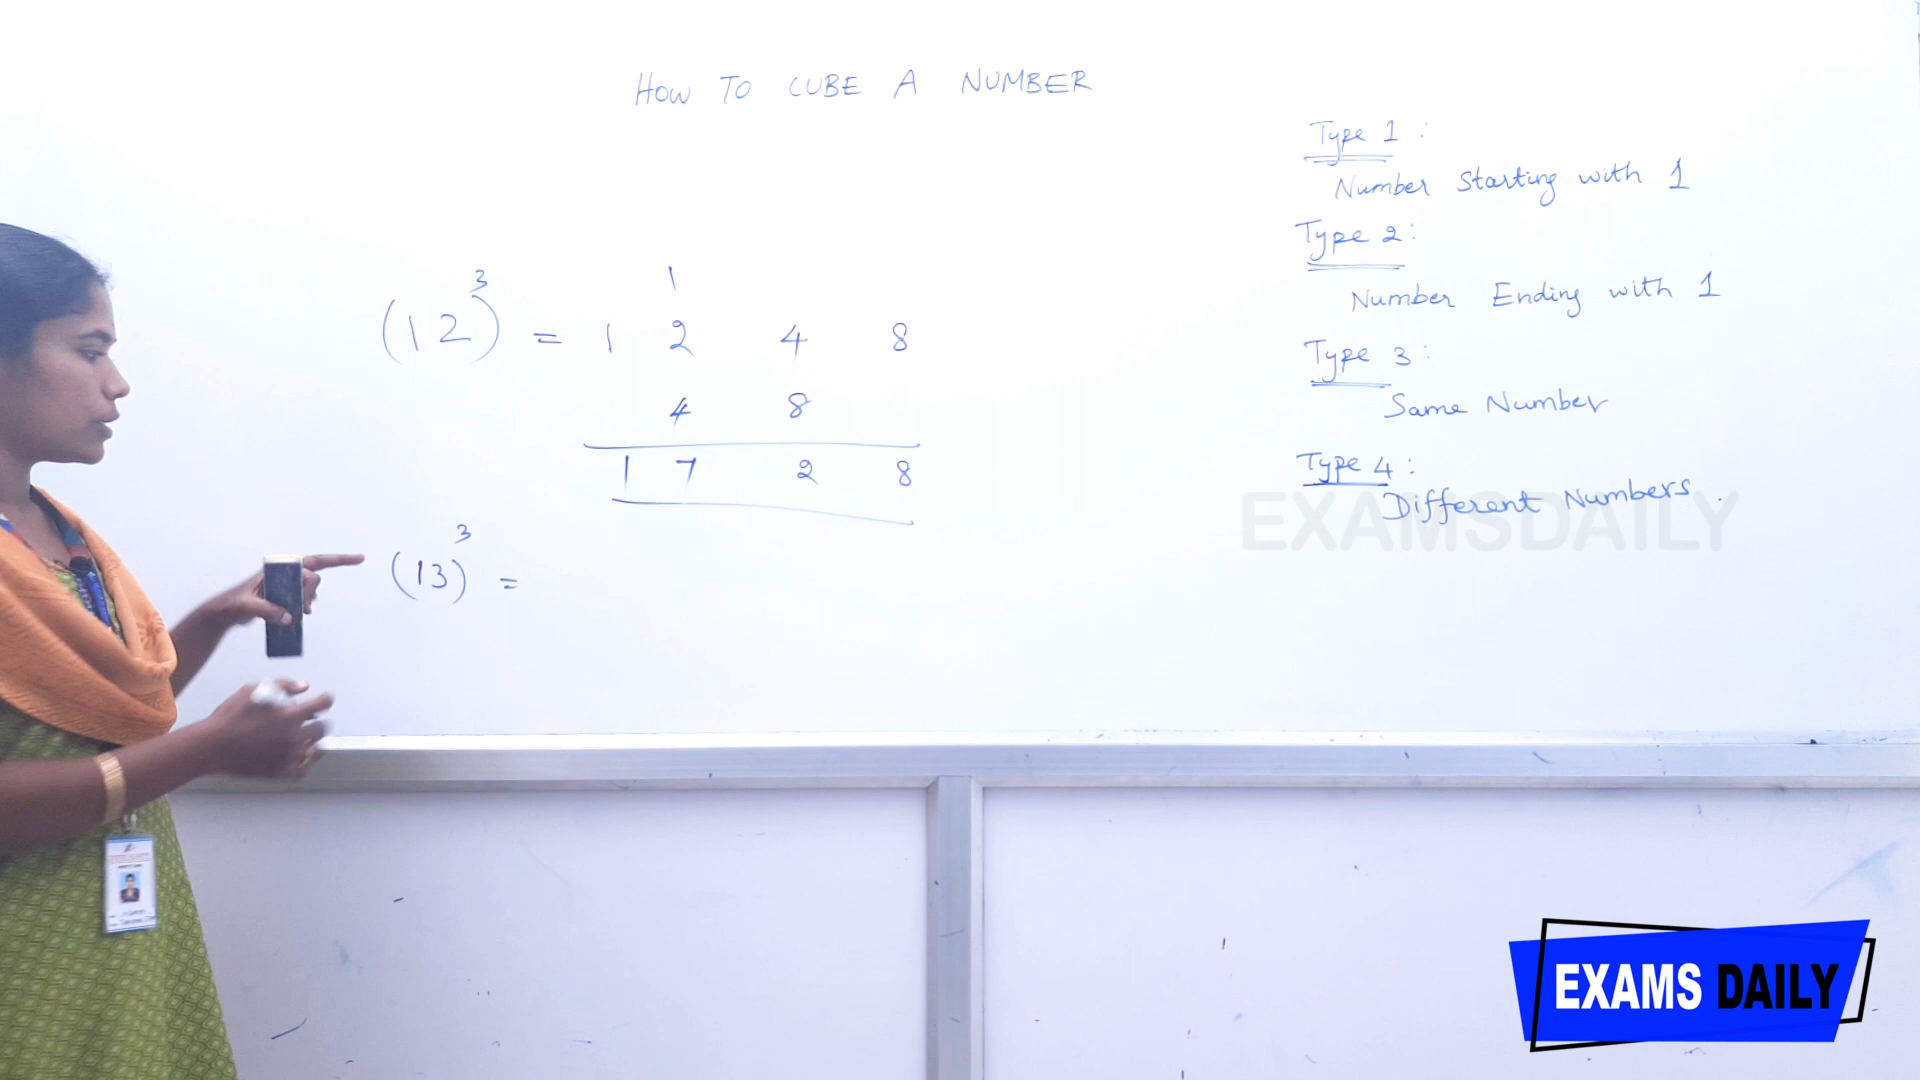 HOW TO CUBE A NUMBER
Type 1 :
Number Starting with 1
Type 2 :
Number Ending with 1
Type 3 :
Same Number
Type 4 :
Different Numbers .
(12)³ = 1 2 4 8
1
4 8
1 7 2 8
(13)³ =
EXAMSDAILY
EXAMS DAILY